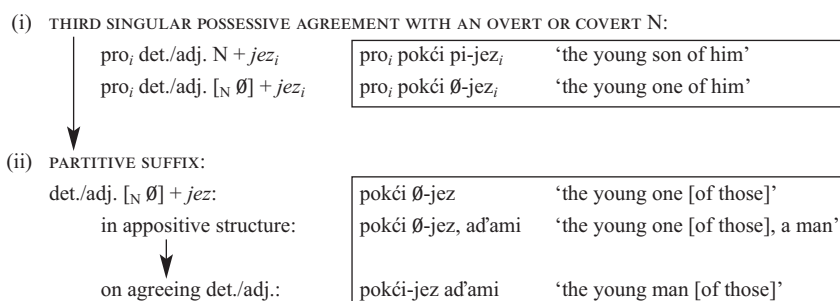 (i) THIRD SINGULAR POSSESSIVE AGREEMENT WITH AN OVERT OR COVERT N:
proᵢ det./adj. N + jezᵢ proᵢ pokći pi-jezᵢ ‘the young son of him’
proᵢ det./adj. [ₙ Ø] + jezᵢ proᵢ pokći Ø-jezᵢ ‘the young one of him’
(ii) PARTITIVE SUFFIX:
det./adj. [ₙ Ø] + jez: pokći Ø-jez ‘the young one [of those]’
in appositive structure: pokći Ø-jez, aďami ‘the young one [of those], a man’
on agreeing det./adj.: pokći-jez aďami ‘the young man [of those]’